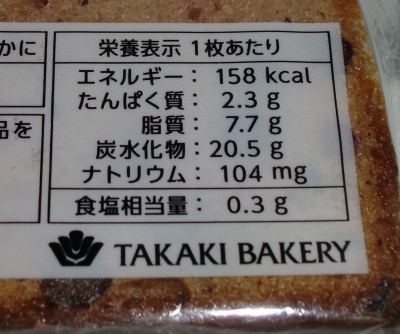 かに
品を
栄養表示 1枚あたり
エネルギー: 158 kcal
たんぱく質: 2.3 g
脂質: 7.7 g
炭水化物: 20.5 g
ナトリウム: 104 mg
食塩相当量: 0.3 g
TAKAKI BAKERY